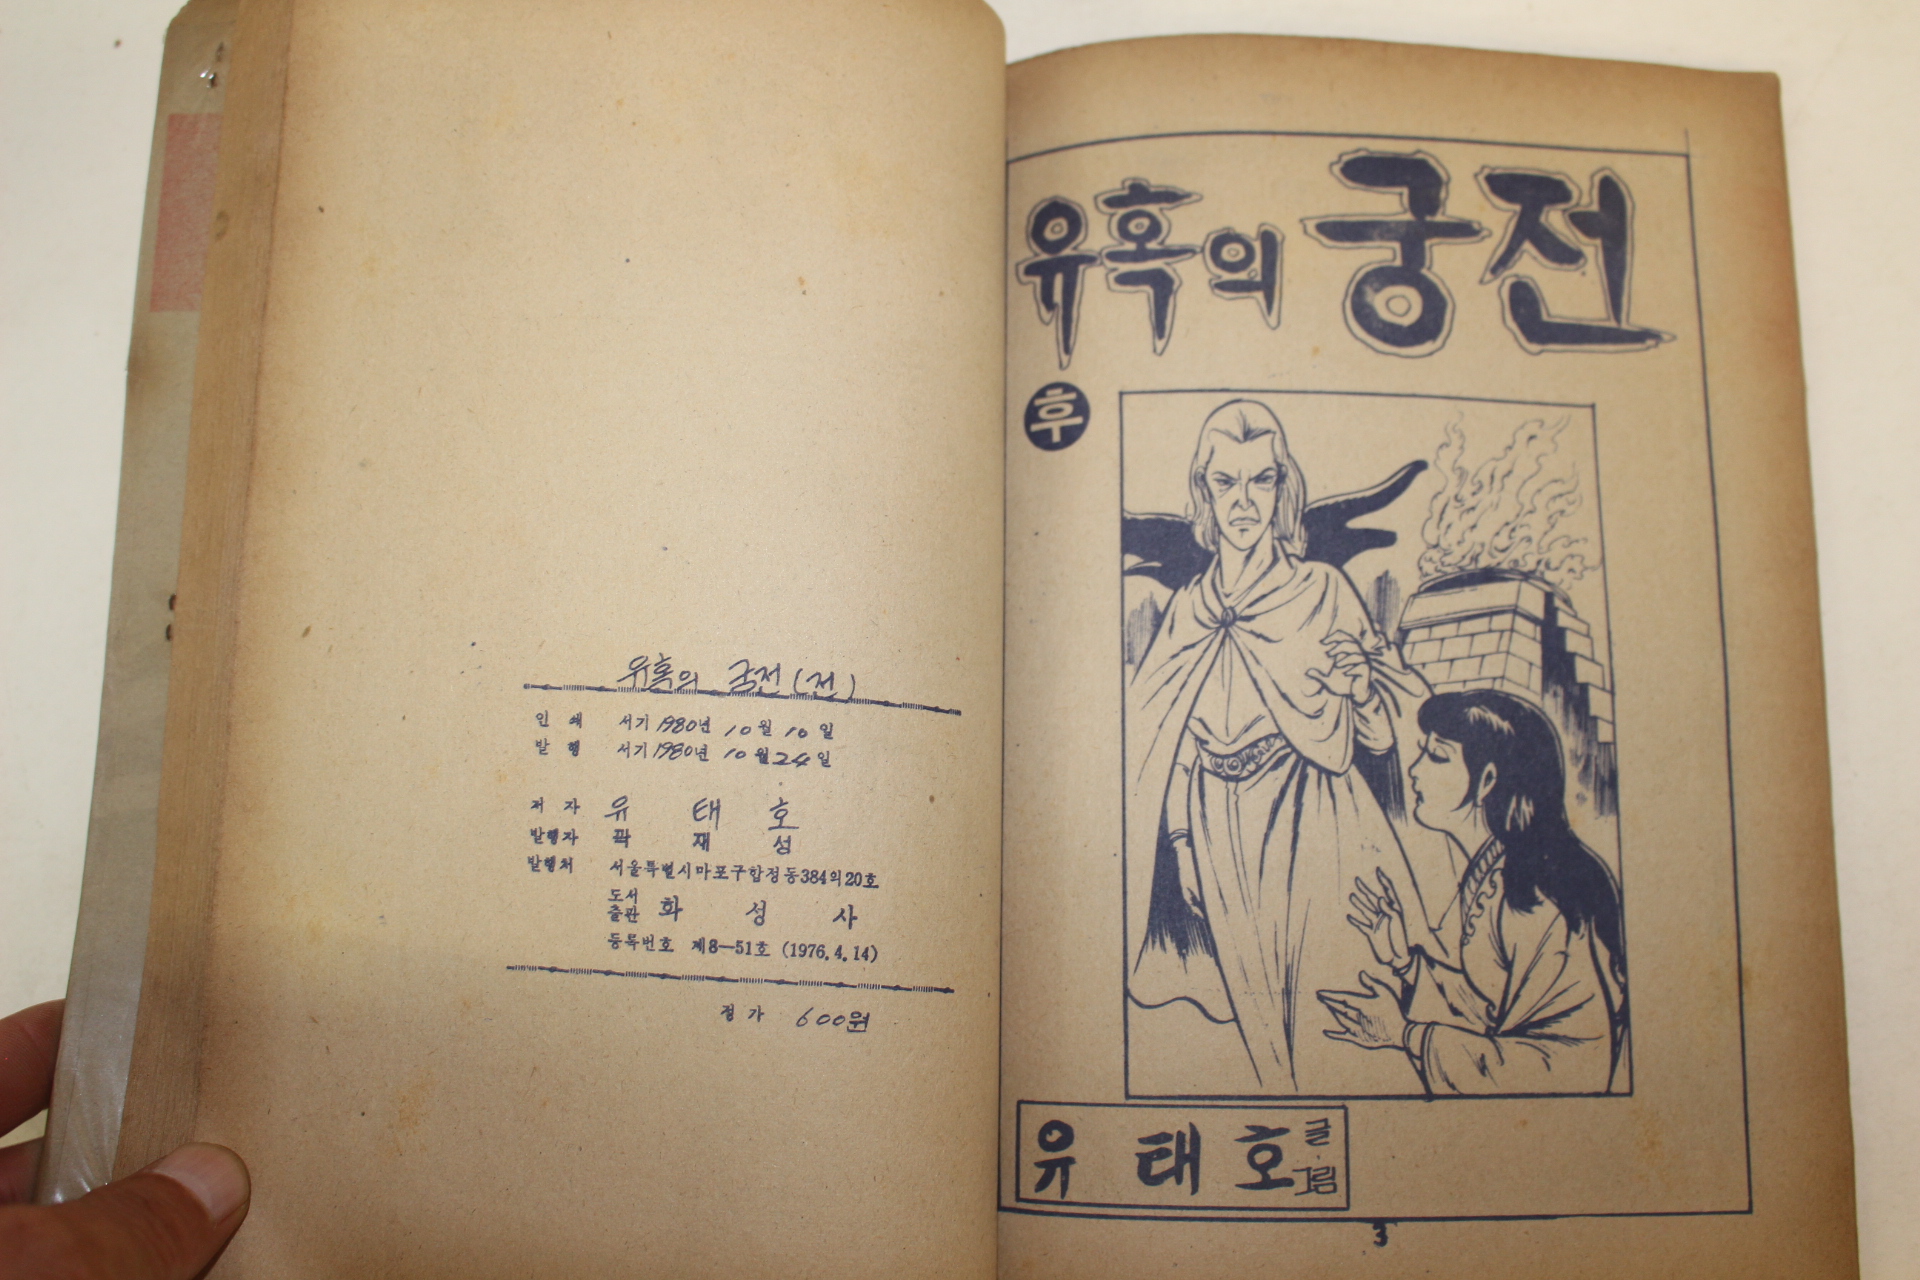 유혹의 궁전 (전)
인 쇄 서기 1980년 10월 10일
발 행 서기 1980년 10월 24일
저 자 유 태 호
발행자 곽 재 성
발행처 서울특별시마포구합정동384의20호
도서출판 화 성 사
등록번호 제8—51호 (1976.4.14)
정 가 600원
유혹의 궁전
후
유 태 호 글·그림
3